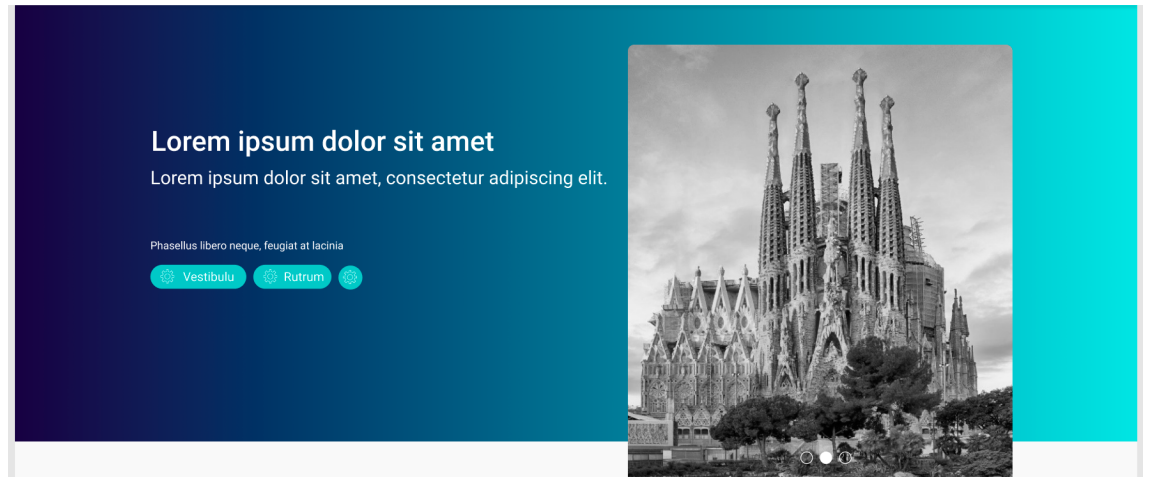 Lorem ipsum dolor sit amet
Lorem ipsum dolor sit amet, consectetur adipiscing elit.
Phasellus libero neque, feugiat at lacinia
Vestibulu Rutrum